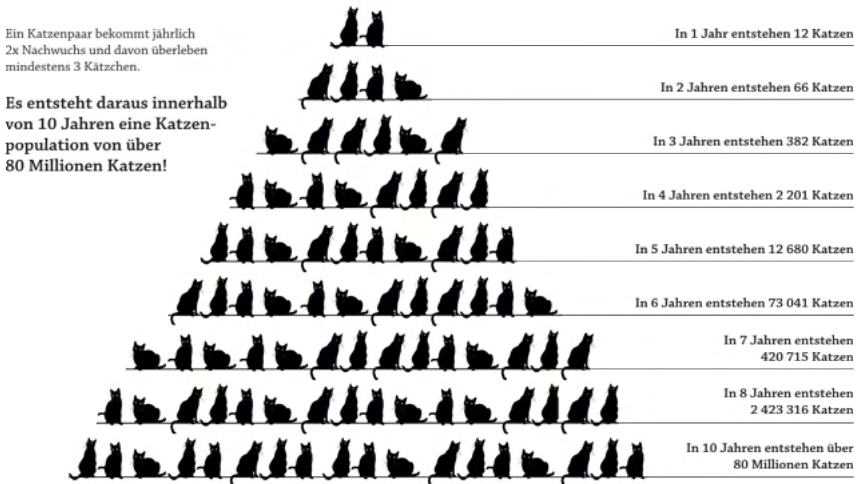 Ein Katzenpaar bekommt jährlich
2x Nachwuchs und davon überleben
mindestens 3 Kätzchen.
Es entsteht daraus innerhalb
von 10 Jahren eine Katzen-
population von über
80 Millionen Katzen!
In 1 Jahr entstehen 12 Katzen
In 2 Jahren entstehen 66 Katzen
In 3 Jahren entstehen 382 Katzen
In 4 Jahren entstehen 2 201 Katzen
In 5 Jahren entstehen 12 680 Katzen
In 6 Jahren entstehen 73 041 Katzen
In 7 Jahren entstehen
420 715 Katzen
In 8 Jahren entstehen
2 423 316 Katzen
In 10 Jahren entstehen über
80 Millionen Katzen